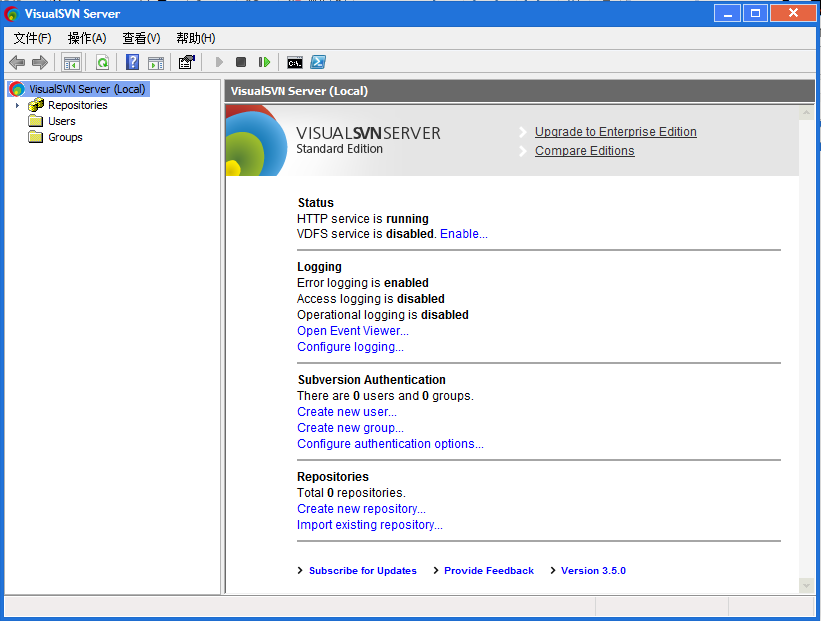 VisualSVN Server
文件(F) 操作(A) 查看(V) 帮助(H)
VisualSVN Server (Local)
Repositories
Users
Groups
VisualSVN Server (Local)
VISUALSVNSERVER
Standard Edition
Upgrade to Enterprise Edition
Compare Editions
Status
HTTP service is running
VDFS service is disabled. Enable...
Logging
Error logging is enabled
Access logging is disabled
Operational logging is disabled
Open Event Viewer...
Configure logging...
Subversion Authentication
There are 0 users and 0 groups.
Create new user...
Create new group...
Configure authentication options...
Repositories
Total 0 repositories.
Create new repository...
Import existing repository...
Subscribe for Updates Provide Feedback Version 3.5.0